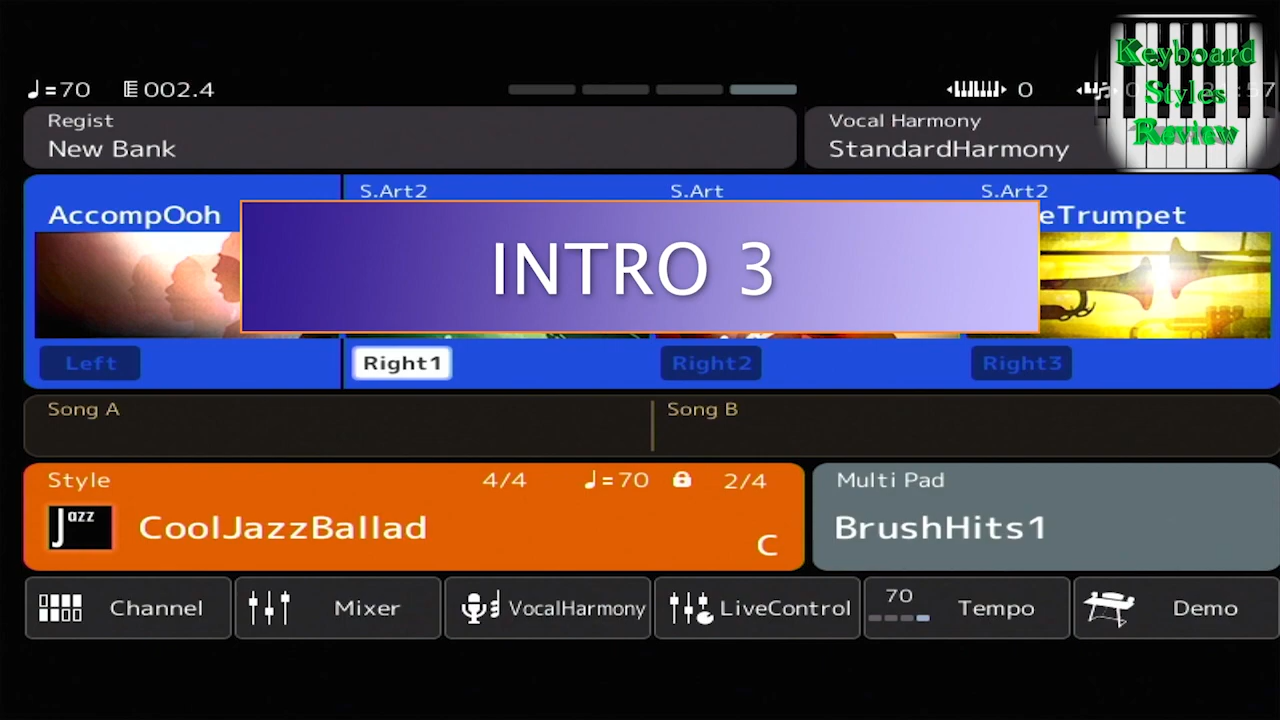 Keyboard
Styles
Review
♩=70 002.4 0 57
Regist
New Bank
Vocal Harmony
StandardHarmony
AccompOoh
S.Art2
S.Art
S.Art2
eTrumpet
INTRO 3
Left
Right1
Right2
Right3
Song A
Song B
Style 4/4 ♩=70 2/4
Jazz CoolJazzBallad C
Multi Pad
BrushHits1
Channel
Mixer
VocalHarmony
LiveControl
70 Tempo
Demo